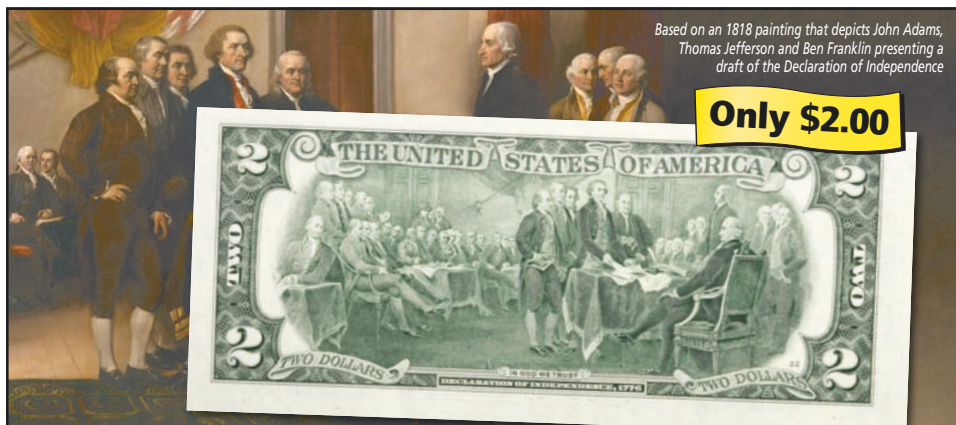 Based on an 1818 painting that depicts John Adams,
Thomas Jefferson and Ben Franklin presenting a
draft of the Declaration of Independence
Only $2.00
2
THE UNITED STATES OF AMERICA
2
TWO
TWO
2
TWO DOLLARS
IN GOD WE TRUST
22
DECLARATION OF INDEPENDENCE, 1776
TWO DOLLARS
2